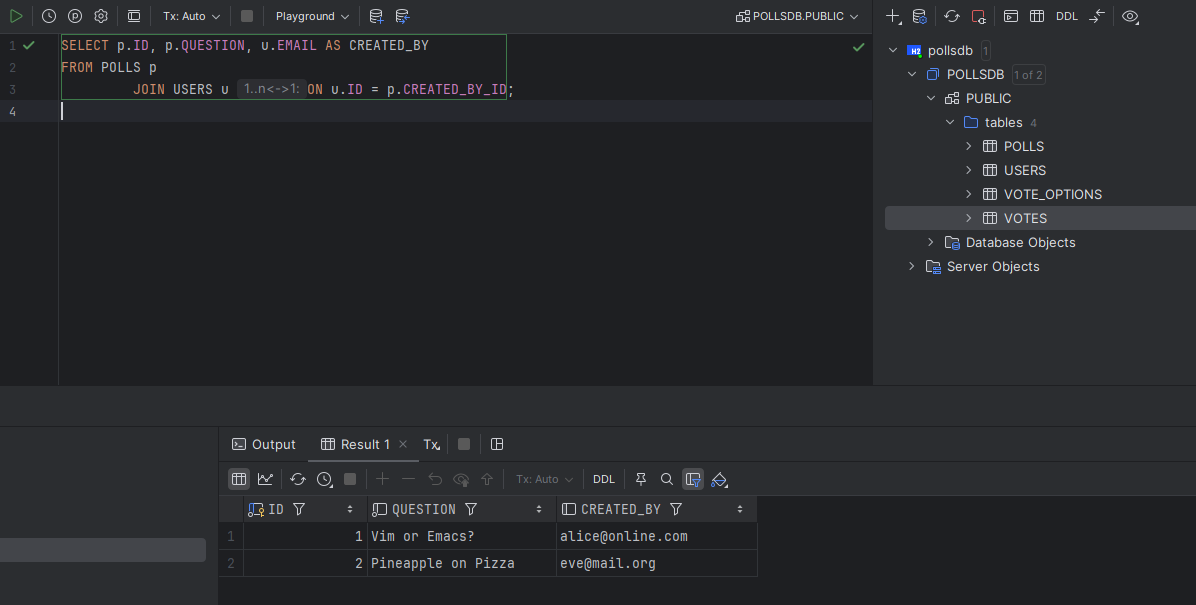 Tx: Auto Playground POLLSDB.PUBLIC DDL
1 SELECT p.ID, p.QUESTION, u.EMAIL AS CREATED_BY
2 FROM POLLS p
3 JOIN USERS u 1..n<->1: ON u.ID = p.CREATED_BY_ID;
4
H2 pollsdb 1
POLLSDB 1 of 2
PUBLIC
tables 4
POLLS
USERS
VOTE_OPTIONS
VOTES
Database Objects
Server Objects
Output Result 1 Tx
Tx: Auto DDL
ID QUESTION CREATED_BY
1 1 Vim or Emacs? alice@online.com
2 2 Pineapple on Pizza eve@mail.org